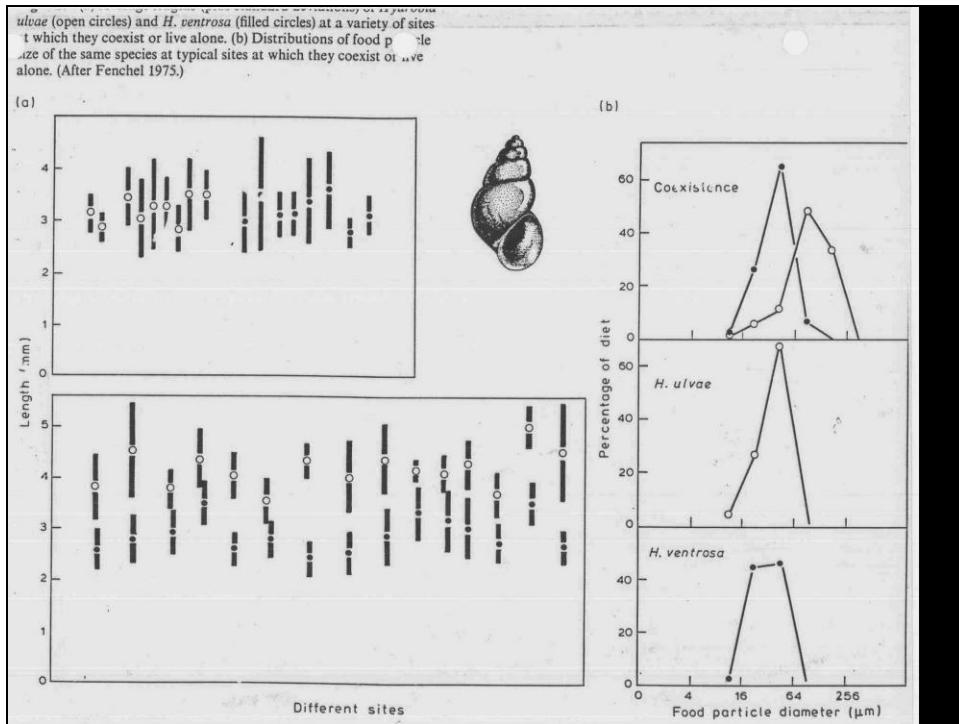 ulvae (open circles) and H. ventrosa (filled circles) at a variety of sites
which they coexist or live alone. (b) Distributions of food
of the same species at typical sites at which they coexist or
alone. (After Fenchel 1975.)
(a)
4
3
2
1
0
5
4
3
2
1
0
Length (mm)
Different sites
(b)
Coexistence
60
40
20
0
H. ulvae
60
40
20
0
H. ventrosa
40
20
0
0 4 16 64 256
Percentage of diet
Food particle diameter (μm)